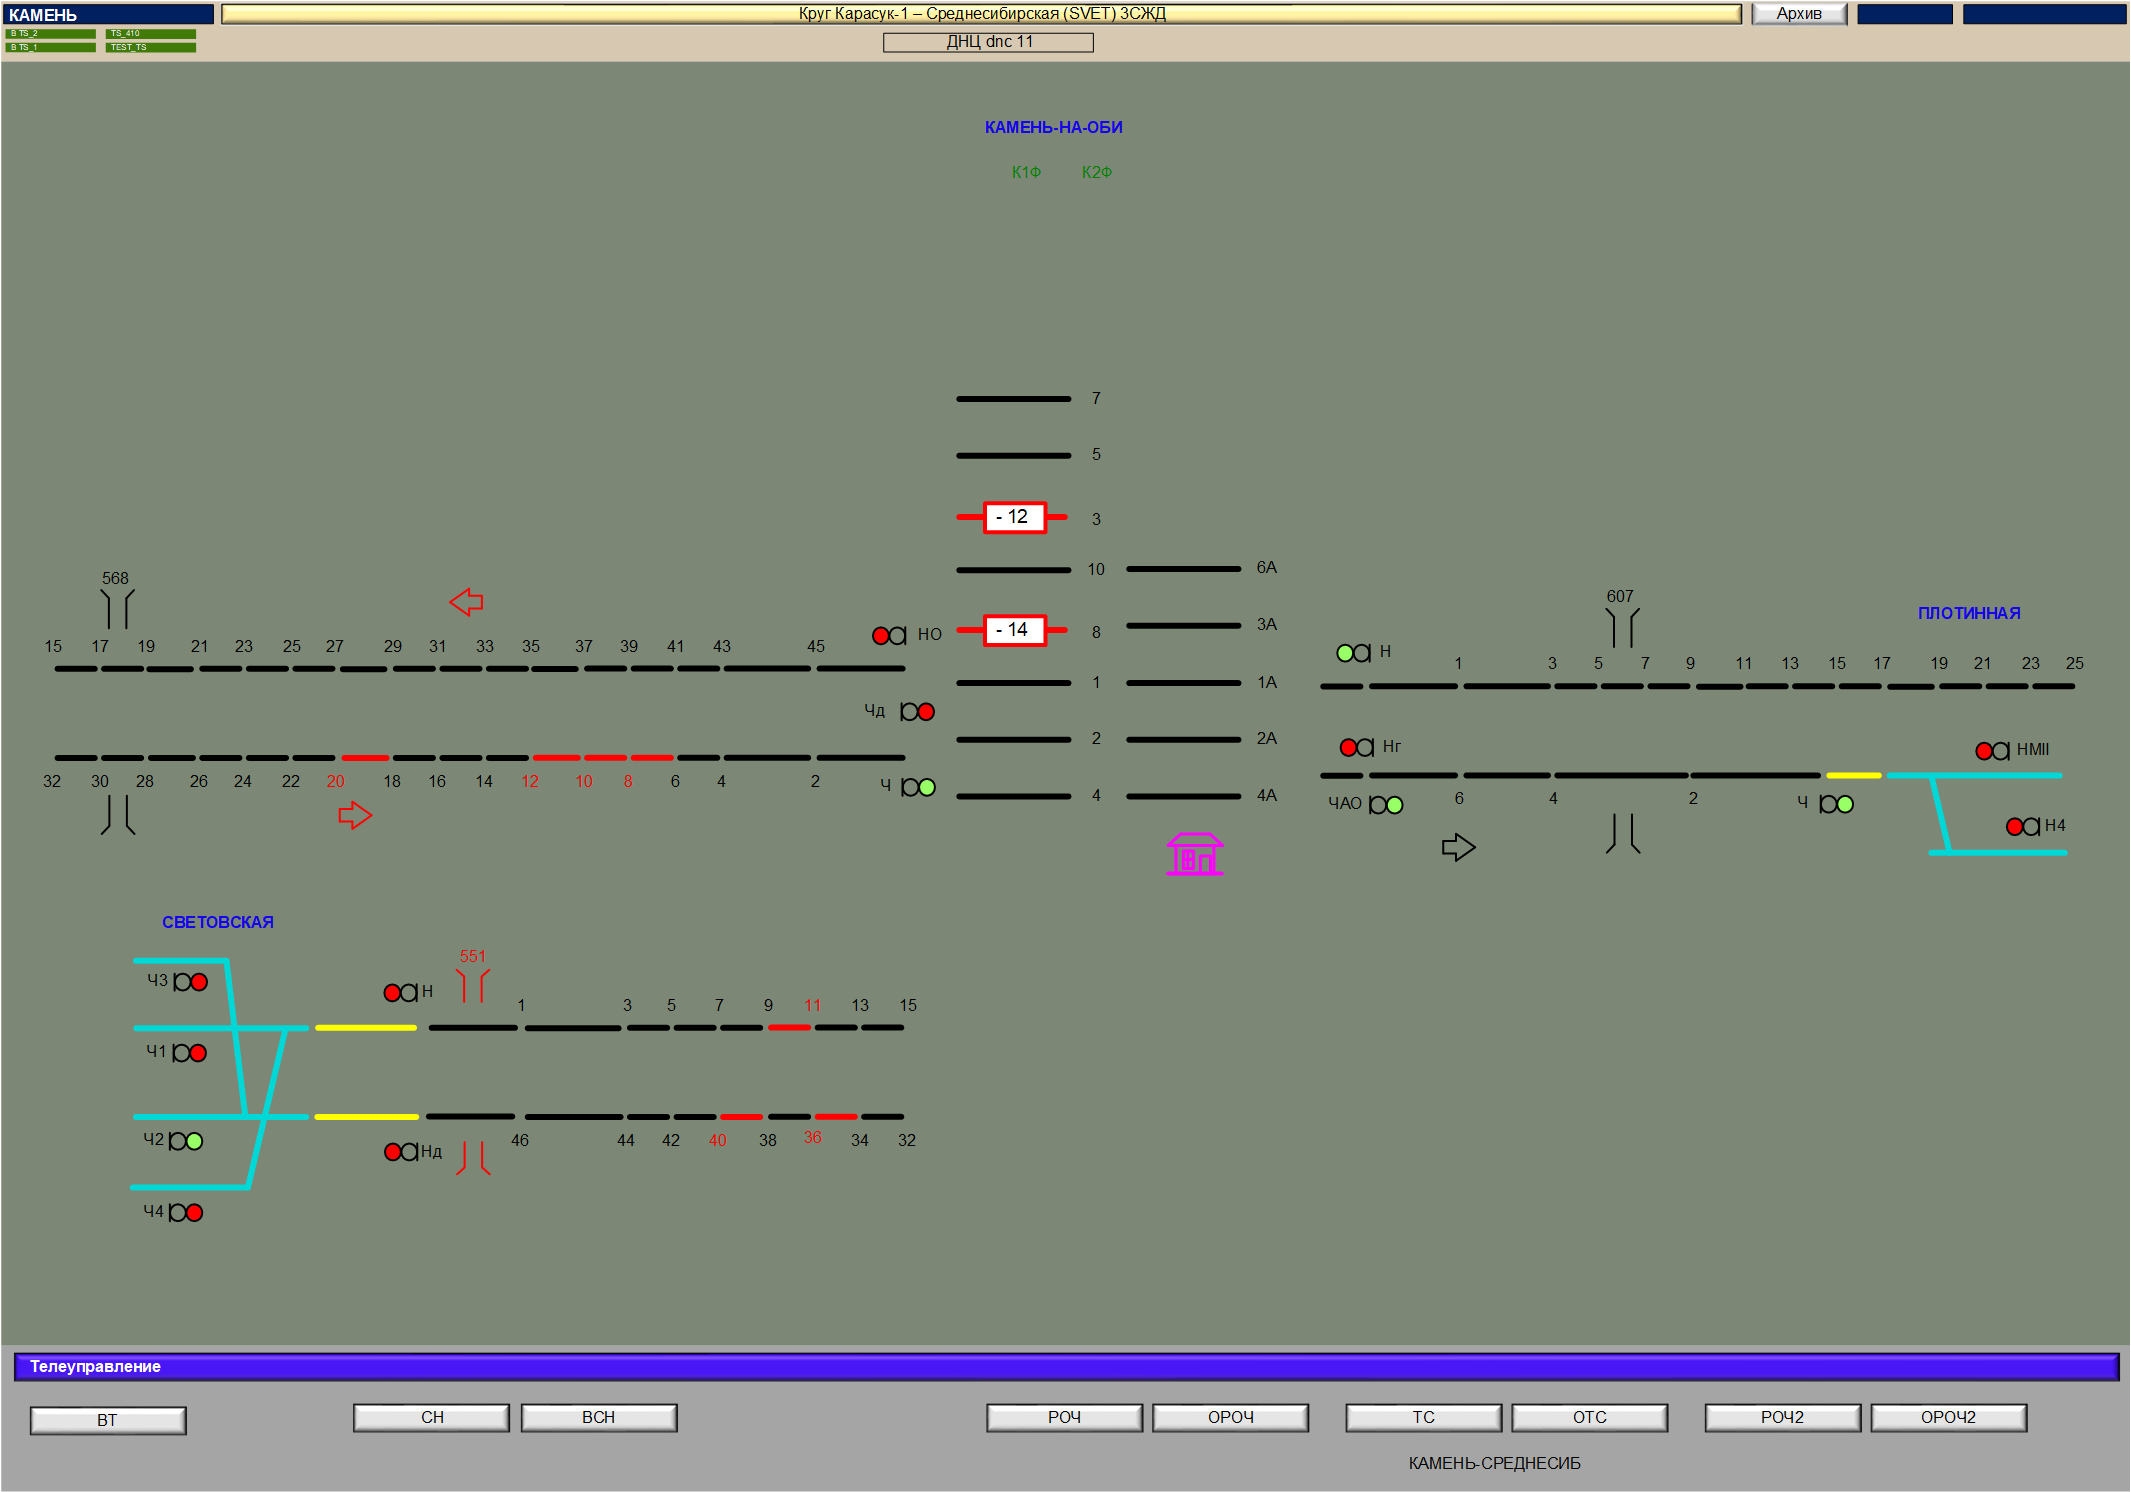 КАМЕНЬ Круг Карасук-1 – Среднесибирская (SVET) ЗСЖД Архив
В TS_2 TS_410
В TS_1 TEST_TS
ДНЦ dnc 11
КАМЕНЬ-НА-ОБИ
К1Ф К2Ф
7
5
- 12 3
10 6А
568
607
ПЛОТИННАЯ
- 14 8 3А
НО
15 17 19 21 23 25 27 29 31 33 35 37 39 41 43 45
Н
1 3 5 7 9 11 13 15 17 19 21 23 25
1 1А
Чд
2 2А
Нг НМII
32 30 28 26 24 22 20 18 16 14 12 10 8 6 4 2
Ч
4 4А
6 4 2
ЧАО Ч
Н4
СВЕТОВСКАЯ
551
Ч3
Н
1 3 5 7 9 11 13 15
Ч1
Ч2
46 44 42 40 38 36 34 32
Нд
Ч4
Телеуправление
ВТ СН ВСН РОЧ ОРОЧ ТС ОТС РОЧ2 ОРОЧ2
КАМЕНЬ-СРЕДНЕСИБ